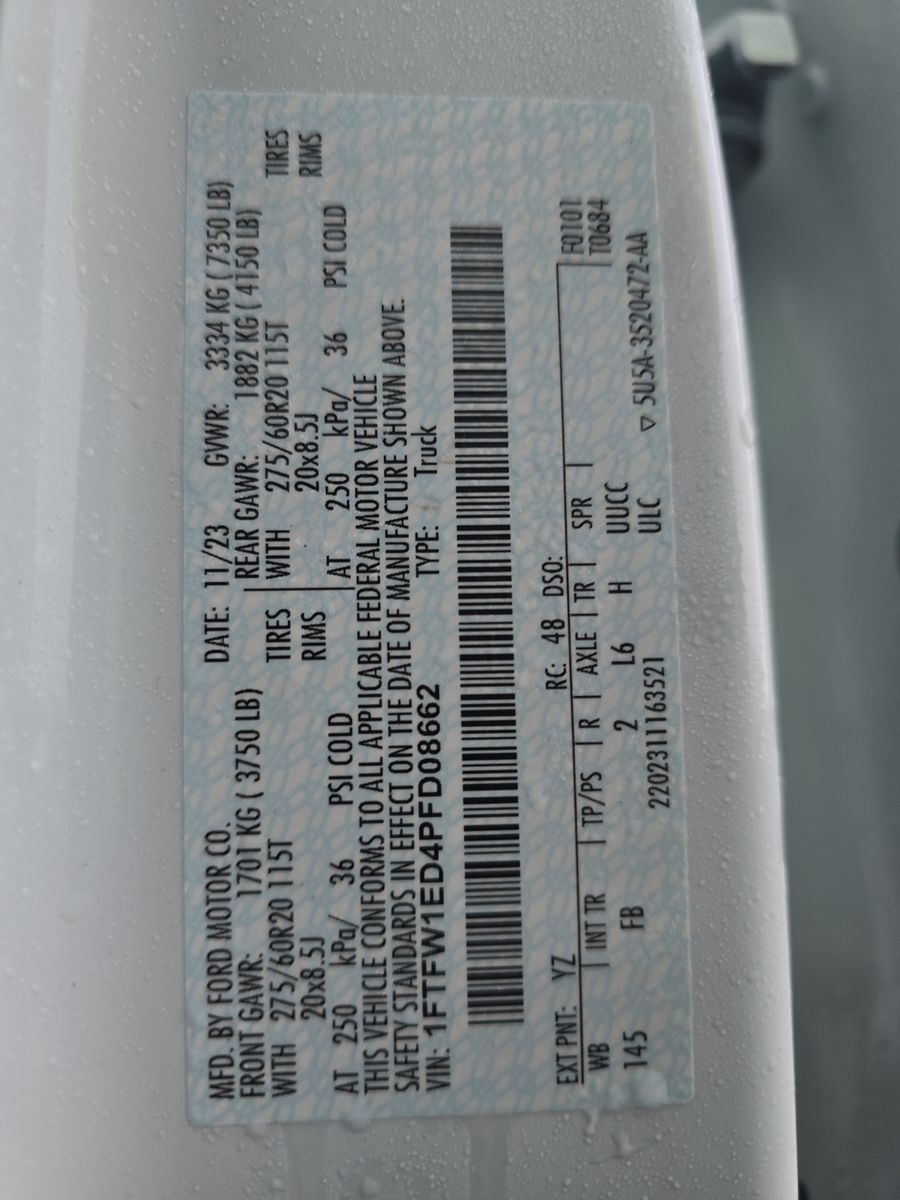 MFD. BY FORD MOTOR CO. DATE: 11/23 GVWR: 3334 KG ( 7350 LB)
FRONT GAWR: 1701 KG ( 3750 LB) REAR GAWR: 1882 KG ( 4150 LB)
WITH 275/60R20 115T TIRES WITH 275/60R20 115T TIRES
20x8.5J RIMS 20x8.5J RIMS
AT 250 kPa/ 36 PSI COLD AT 250 kPa/ 36 PSI COLD
THIS VEHICLE CONFORMS TO ALL APPLICABLE FEDERAL MOTOR VEHICLE
SAFETY STANDARDS IN EFFECT ON THE DATE OF MANUFACTURE SHOWN ABOVE.
VIN: 1FTFW1ED4PFD08662 TYPE: Truck
EXT PNT: YZ RC: 48 DSO: F0101
WB INT TR TP/PS R AXLE TR SPR T0684
145 FB 2 L6 H UUCC
2202311163521 ULC ▽ 5U5A-3520472-AA